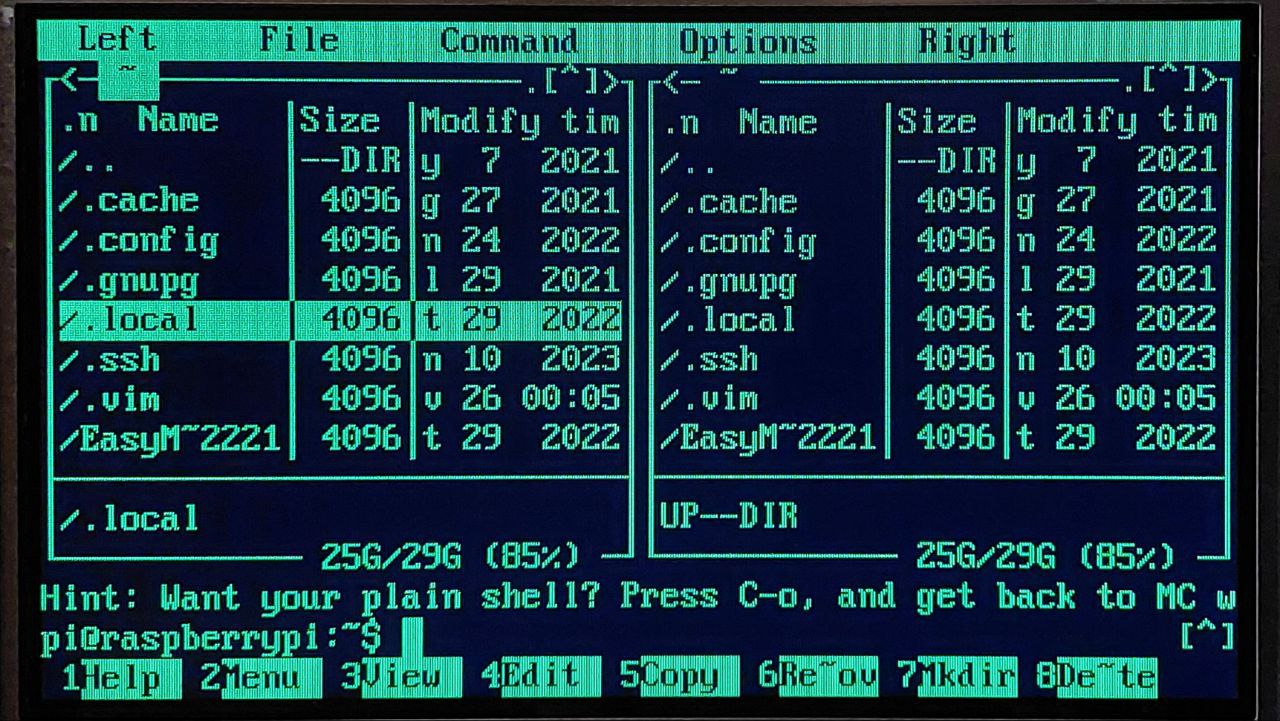 Left File Command Options Right
<- ~ .[^]> <- ~ .[^]>
.n Name Size Modify tim .n Name Size Modify tim
/.. --DIR y 7 2021 /.. --DIR y 7 2021
/.cache 4096 g 27 2021 /.cache 4096 g 27 2021
/.config 4096 n 24 2022 /.config 4096 n 24 2022
/.gnupg 4096 l 29 2021 /.gnupg 4096 l 29 2021
/.local 4096 t 29 2022 /.local 4096 t 29 2022
/.ssh 4096 n 10 2023 /.ssh 4096 n 10 2023
/.vim 4096 v 26 00:05 /.vim 4096 v 26 00:05
/EasyM~2221 4096 t 29 2022 /EasyM~2221 4096 t 29 2022
/.local UP--DIR
25G/29G (85%) 25G/29G (85%)
Hint: Want your plain shell? Press C-o, and get back to MC w
pi@raspberrypi:~$ [^]
1Help 2Menu 3View 4Edit 5Copy 6Re~ov 7Mkdir 8De~te